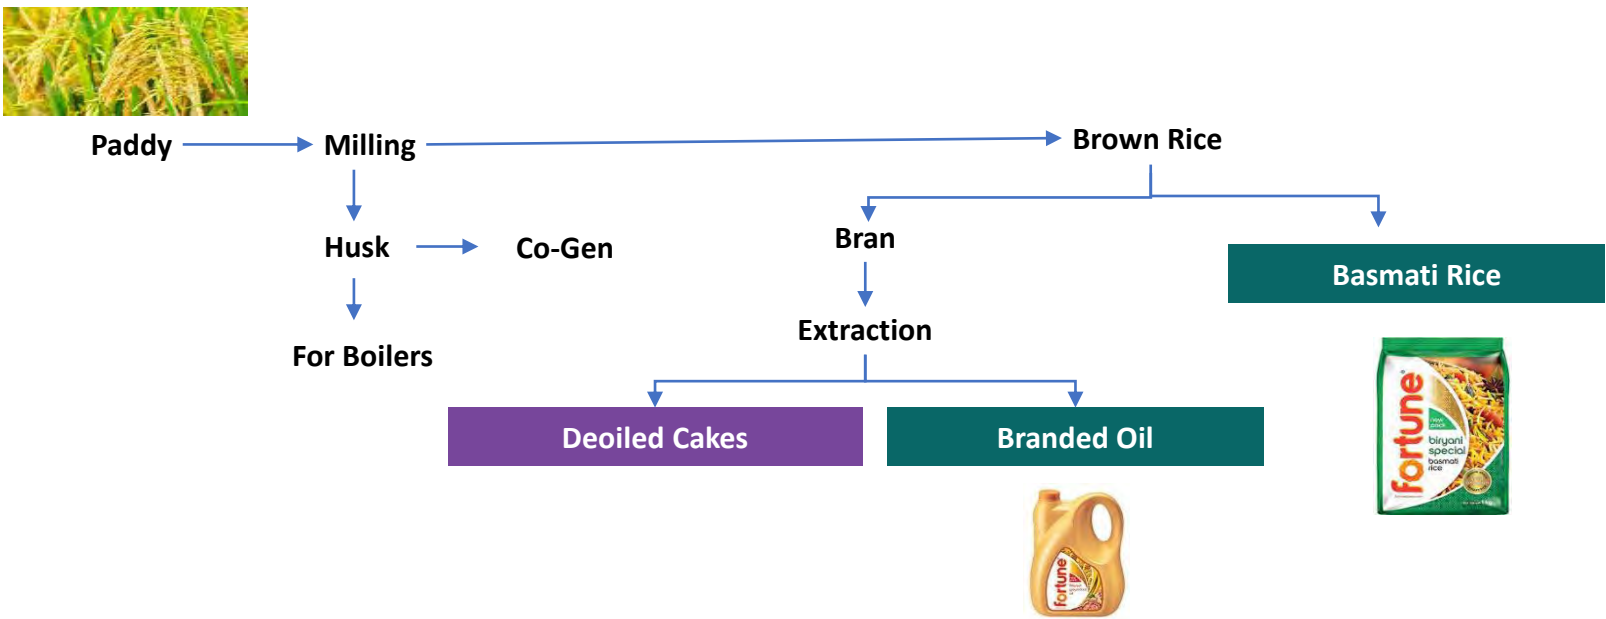 Paddy
Milling
Brown Rice
Husk
Co-Gen
Bran
Basmati Rice
Extraction
For Boilers
Deoiled Cakes
Branded Oil
fortune
biryani
special
basmati
rice
fortune